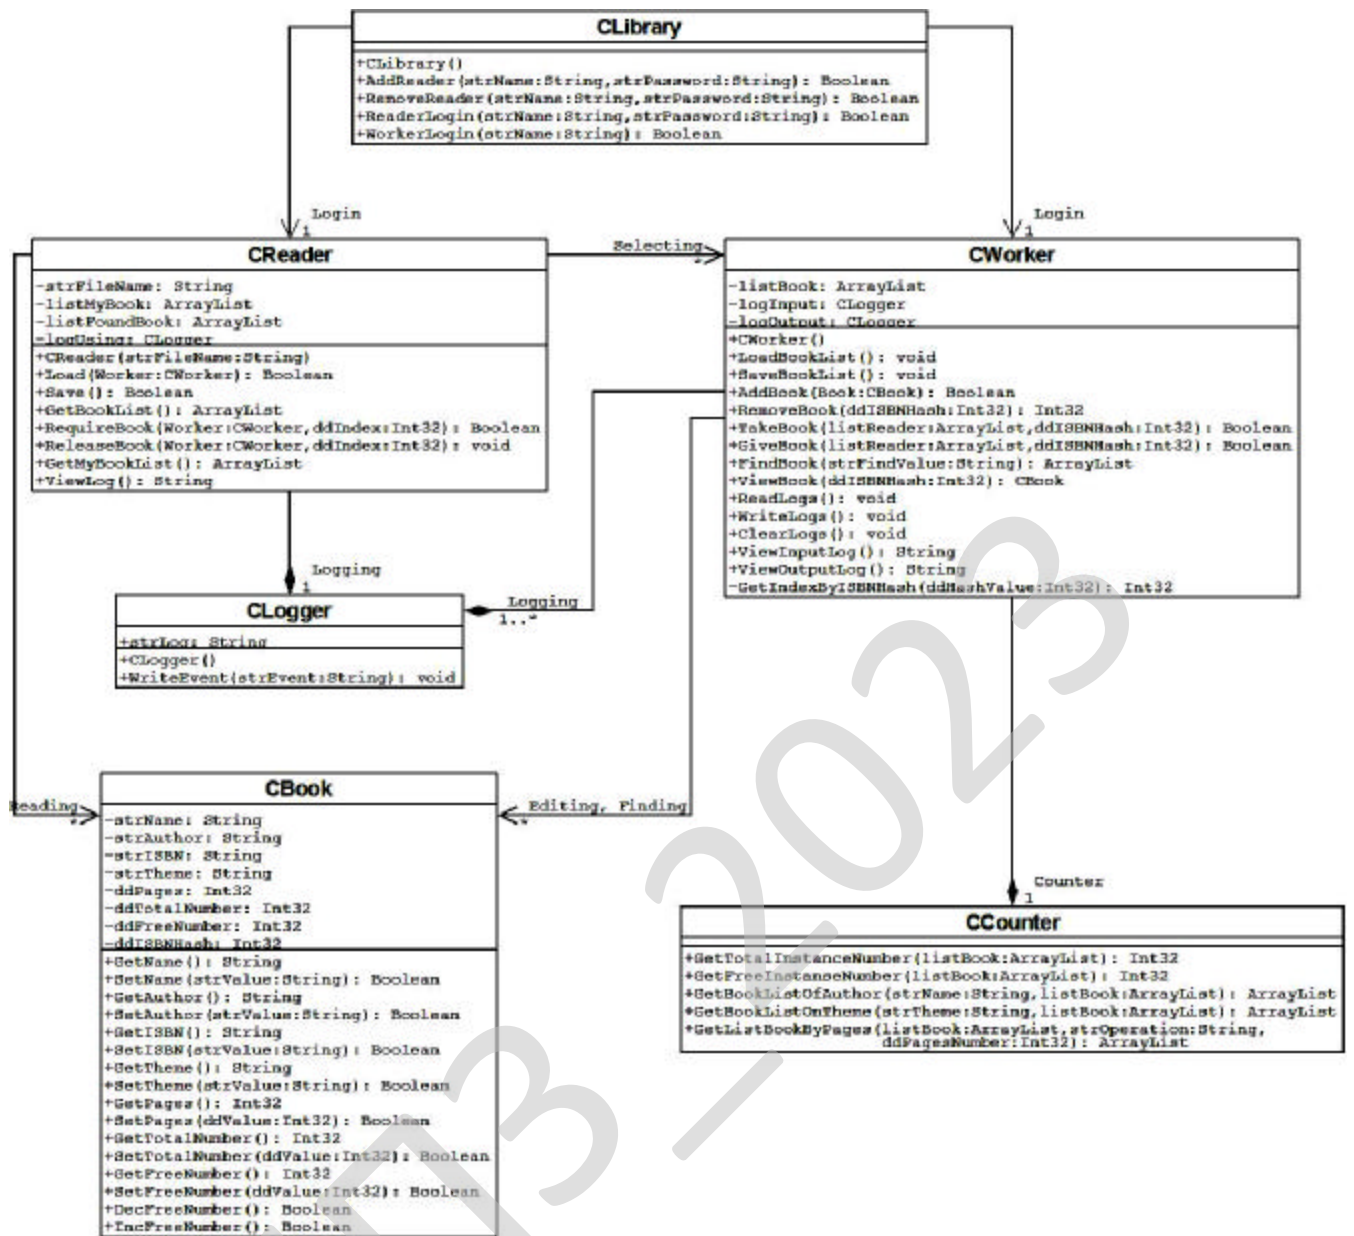 CLibrary
+CLibrary()
+AddReader(strName:String,strPassword:String): Boolean
+RemoveReader(strName:String,strPassword:String): Boolean
+ReaderLogin(strName:String,strPassword:String): Boolean
+WorkerLogin(strName:String): Boolean
Login
1
Login
1
CReader
-strFileName: String
-listMyBook: ArrayList
-listFoundBook: ArrayList
-logUsing: CLogger
+CReader(strFileName:String)
+Load(Worker:CWorker): Boolean
+Save(): Boolean
+GetBookList(): ArrayList
+RequireBook(Worker:CWorker,ddIndex:Int32): Boolean
+ReleaseBook(Worker:CWorker,ddIndex:Int32): void
+GetMyBookList(): ArrayList
+ViewLog(): String
Selecting
*
CWorker
-listBook: ArrayList
-logInput: CLogger
-logOutput: CLogger
+CWorker()
+LoadBookList(): void
+SaveBookList(): void
+AddBook(Book:CBook): Boolean
+RemoveBook(ddISBNHash:Int32): Int32
+TakeBook(listReader:ArrayList,ddISBNHash:Int32): Boolean
+GiveBook(listReader:ArrayList,ddISBNHash:Int32): Boolean
+FindBook(strFindValue:String): ArrayList
+ViewBook(ddISBNHash:Int32): CBook
+ReadLogs(): void
+WriteLogs(): void
+ClearLogs(): void
+ViewInputLog(): String
+ViewOutputLog(): String
-GetIndexByISBNHash(ddHashValue:Int32): Int32
Logging
1
Logging
1..*
CLogger
+strLog: String
+CLogger()
+WriteEvent(strEvent:String): void
Reading
*
Editing, Finding
*
CBook
-strName: String
-strAuthor: String
-strISBN: String
-strTheme: String
-ddPages: Int32
-ddTotalNumber: Int32
-ddFreeNumber: Int32
-ddISBNHash: Int32
+GetName(): String
+SetName(strValue:String): Boolean
+GetAuthor(): String
+SetAuthor(strValue:String): Boolean
+GetISBN(): String
+SetISBN(strValue:String): Boolean
+GetTheme(): String
+SetTheme(strValue:String): Boolean
+GetPages(): Int32
+SetPages(ddValue:Int32): Boolean
+GetTotalNumber(): Int32
+SetTotalNumber(ddValue:Int32): Boolean
+GetFreeNumber(): Int32
+SetFreeNumber(ddValue:Int32): Boolean
+DecFreeNumber(): Boolean
+IncFreeNumber(): Boolean
Counter
1
CCounter
+GetTotalInstanceNumber(listBook:ArrayList): Int32
+GetFreeInstanseNumber(listBook:ArrayList): Int32
+GetBookListOfAuthor(strName:String,listBook:ArrayList): ArrayList
+GetBookListOnTheme(strTheme:String,listBook:ArrayList): ArrayList
+GetListBookByPages(listBook:ArrayList,strOperation:String,
ddPagesNumber:Int32): ArrayList
ПЗ_2023